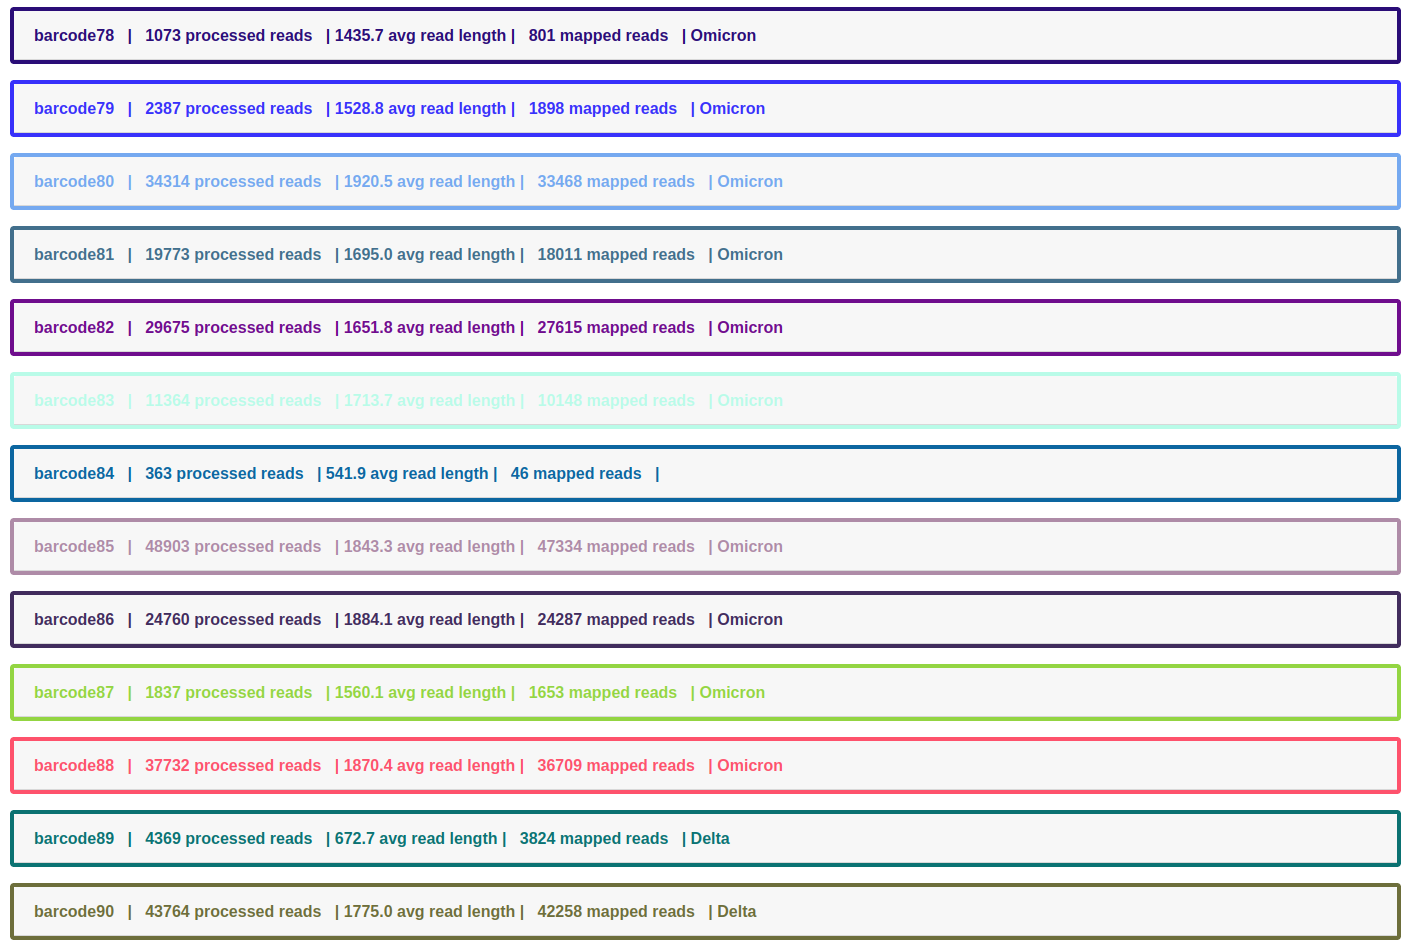 barcode78 | 1073 processed reads | 1435.7 avg read length | 801 mapped reads | Omicron
barcode79 | 2387 processed reads | 1528.8 avg read length | 1898 mapped reads | Omicron
barcode80 | 34314 processed reads | 1920.5 avg read length | 33468 mapped reads | Omicron
barcode81 | 19773 processed reads | 1695.0 avg read length | 18011 mapped reads | Omicron
barcode82 | 29675 processed reads | 1651.8 avg read length | 27615 mapped reads | Omicron
barcode83 | 11364 processed reads | 1713.7 avg read length | 10148 mapped reads | Omicron
barcode84 | 363 processed reads | 541.9 avg read length | 46 mapped reads |
barcode85 | 48903 processed reads | 1843.3 avg read length | 47334 mapped reads | Omicron
barcode86 | 24760 processed reads | 1884.1 avg read length | 24287 mapped reads | Omicron
barcode87 | 1837 processed reads | 1560.1 avg read length | 1653 mapped reads | Omicron
barcode88 | 37732 processed reads | 1870.4 avg read length | 36709 mapped reads | Omicron
barcode89 | 4369 processed reads | 672.7 avg read length | 3824 mapped reads | Delta
barcode90 | 43764 processed reads | 1775.0 avg read length | 42258 mapped reads | Delta